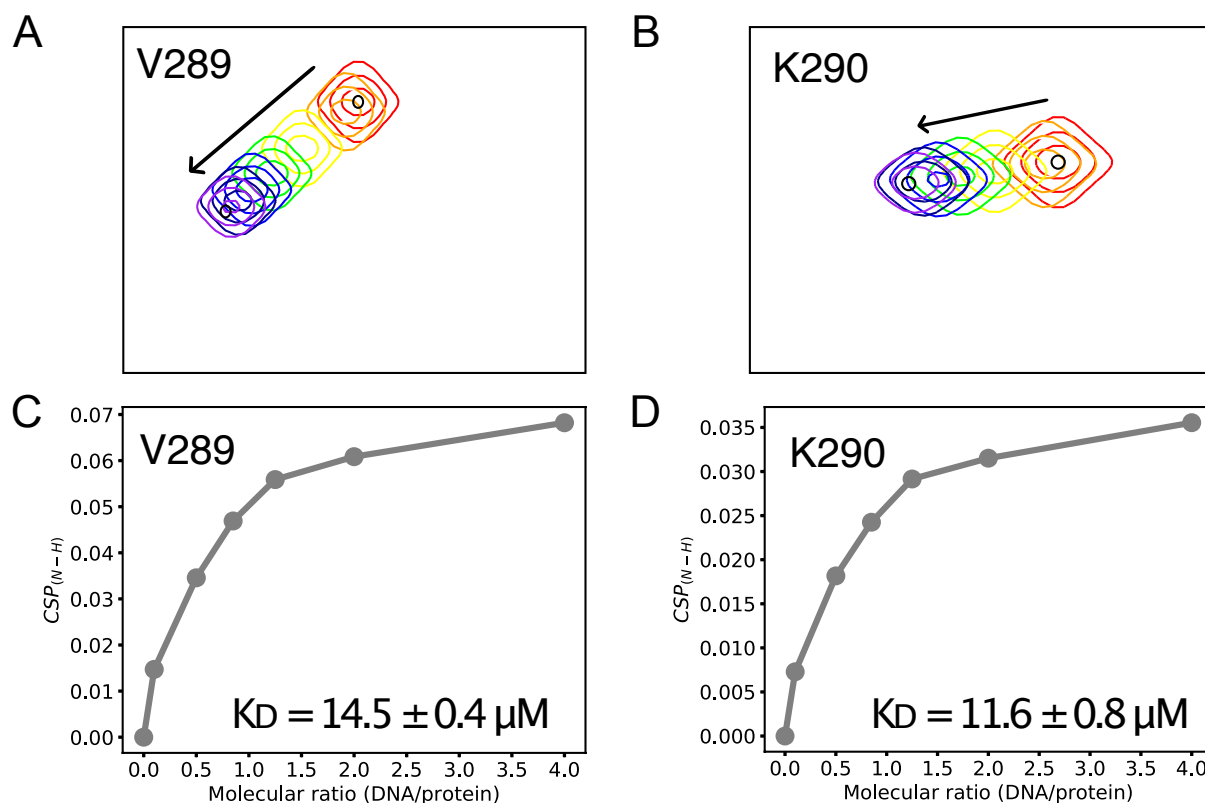 A
V289
B
K290
C
V289
0.07
0.06
0.05
0.04
0.03
0.02
0.01
0.00
CSP(N−H)
KD = 14.5 ± 0.4 µM
0.0 0.5 1.0 1.5 2.0 2.5 3.0 3.5 4.0
Molecular ratio (DNA/protein)
D
K290
0.035
0.030
0.025
0.020
0.015
0.010
0.005
0.000
CSP(N−H)
KD = 11.6 ± 0.8 µM
0.0 0.5 1.0 1.5 2.0 2.5 3.0 3.5 4.0
Molecular ratio (DNA/protein)